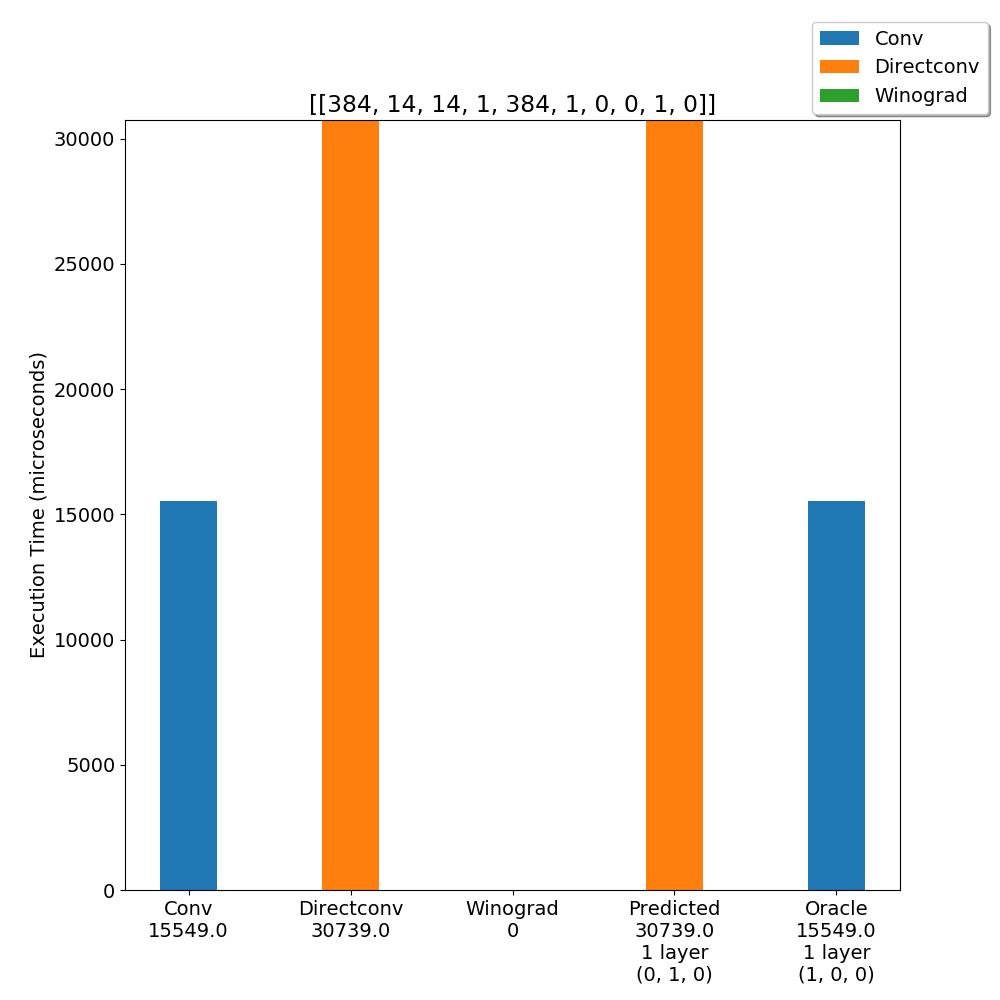 Conv
Directconv
Winograd
[[384, 14, 14, 1, 384, 1, 0, 0, 1, 0]]
Execution Time (microseconds)
30000
25000
20000
15000
10000
5000
0
Conv
15549.0
Directconv
30739.0
Winograd
0
Predicted
30739.0
1 layer
(0, 1, 0)
Oracle
15549.0
1 layer
(1, 0, 0)